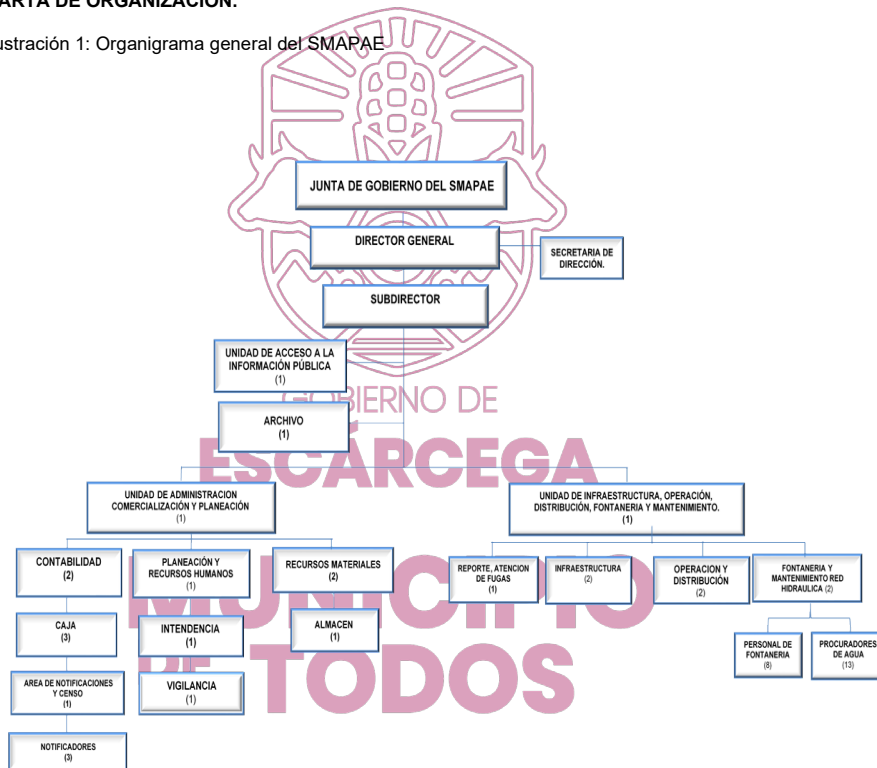 ARTA DE ORGANIZACIÓN.
ustración 1: Organigrama general del SMAPAE
JUNTA DE GOBIERNO DEL SMAPAE
DIRECTOR GENERAL
SECRETARIA DE
DIRECCIÓN.
SUBDIRECTOR
UNIDAD DE ACCESO A LA
INFORMACIÓN PÚBLICA
(1)
GOBIERNO DE
ARCHIVO
(1)
ESCÁRCEGA
UNIDAD DE ADMINISTRACION
COMERCIALIZACIÓN Y PLANEACIÓN
(1)
UNIDAD DE INFRAESTRUCTURA, OPERACIÓN,
DISTRIBUCIÓN, FONTANERIA Y MANTENIMIENTO.
(1)
CONTABILIDAD
(2)
PLANEACIÓN Y
RECURSOS HUMANOS
(1)
RECURSOS MATERIALES
(2)
REPORTE, ATENCION
DE FUGAS
(1)
INFRAESTRUCTURA
(2)
OPERACION Y
DISTRIBUCIÓN
(2)
FONTANERIA Y
MANTENIMIENTO RED
HIDRAULICA (2)
MUNICIPIO
CAJA
(3)
INTENDENCIA
(1)
ALMACEN
(1)
PERSONAL DE
FONTANERIA
(8)
PROCURADORES
DE AGUA
(13)
DE TODOS
AREA DE NOTIFICACIONES
Y CENSO
(1)
VIGILANCIA
(1)
NOTIFICADORES
(3)